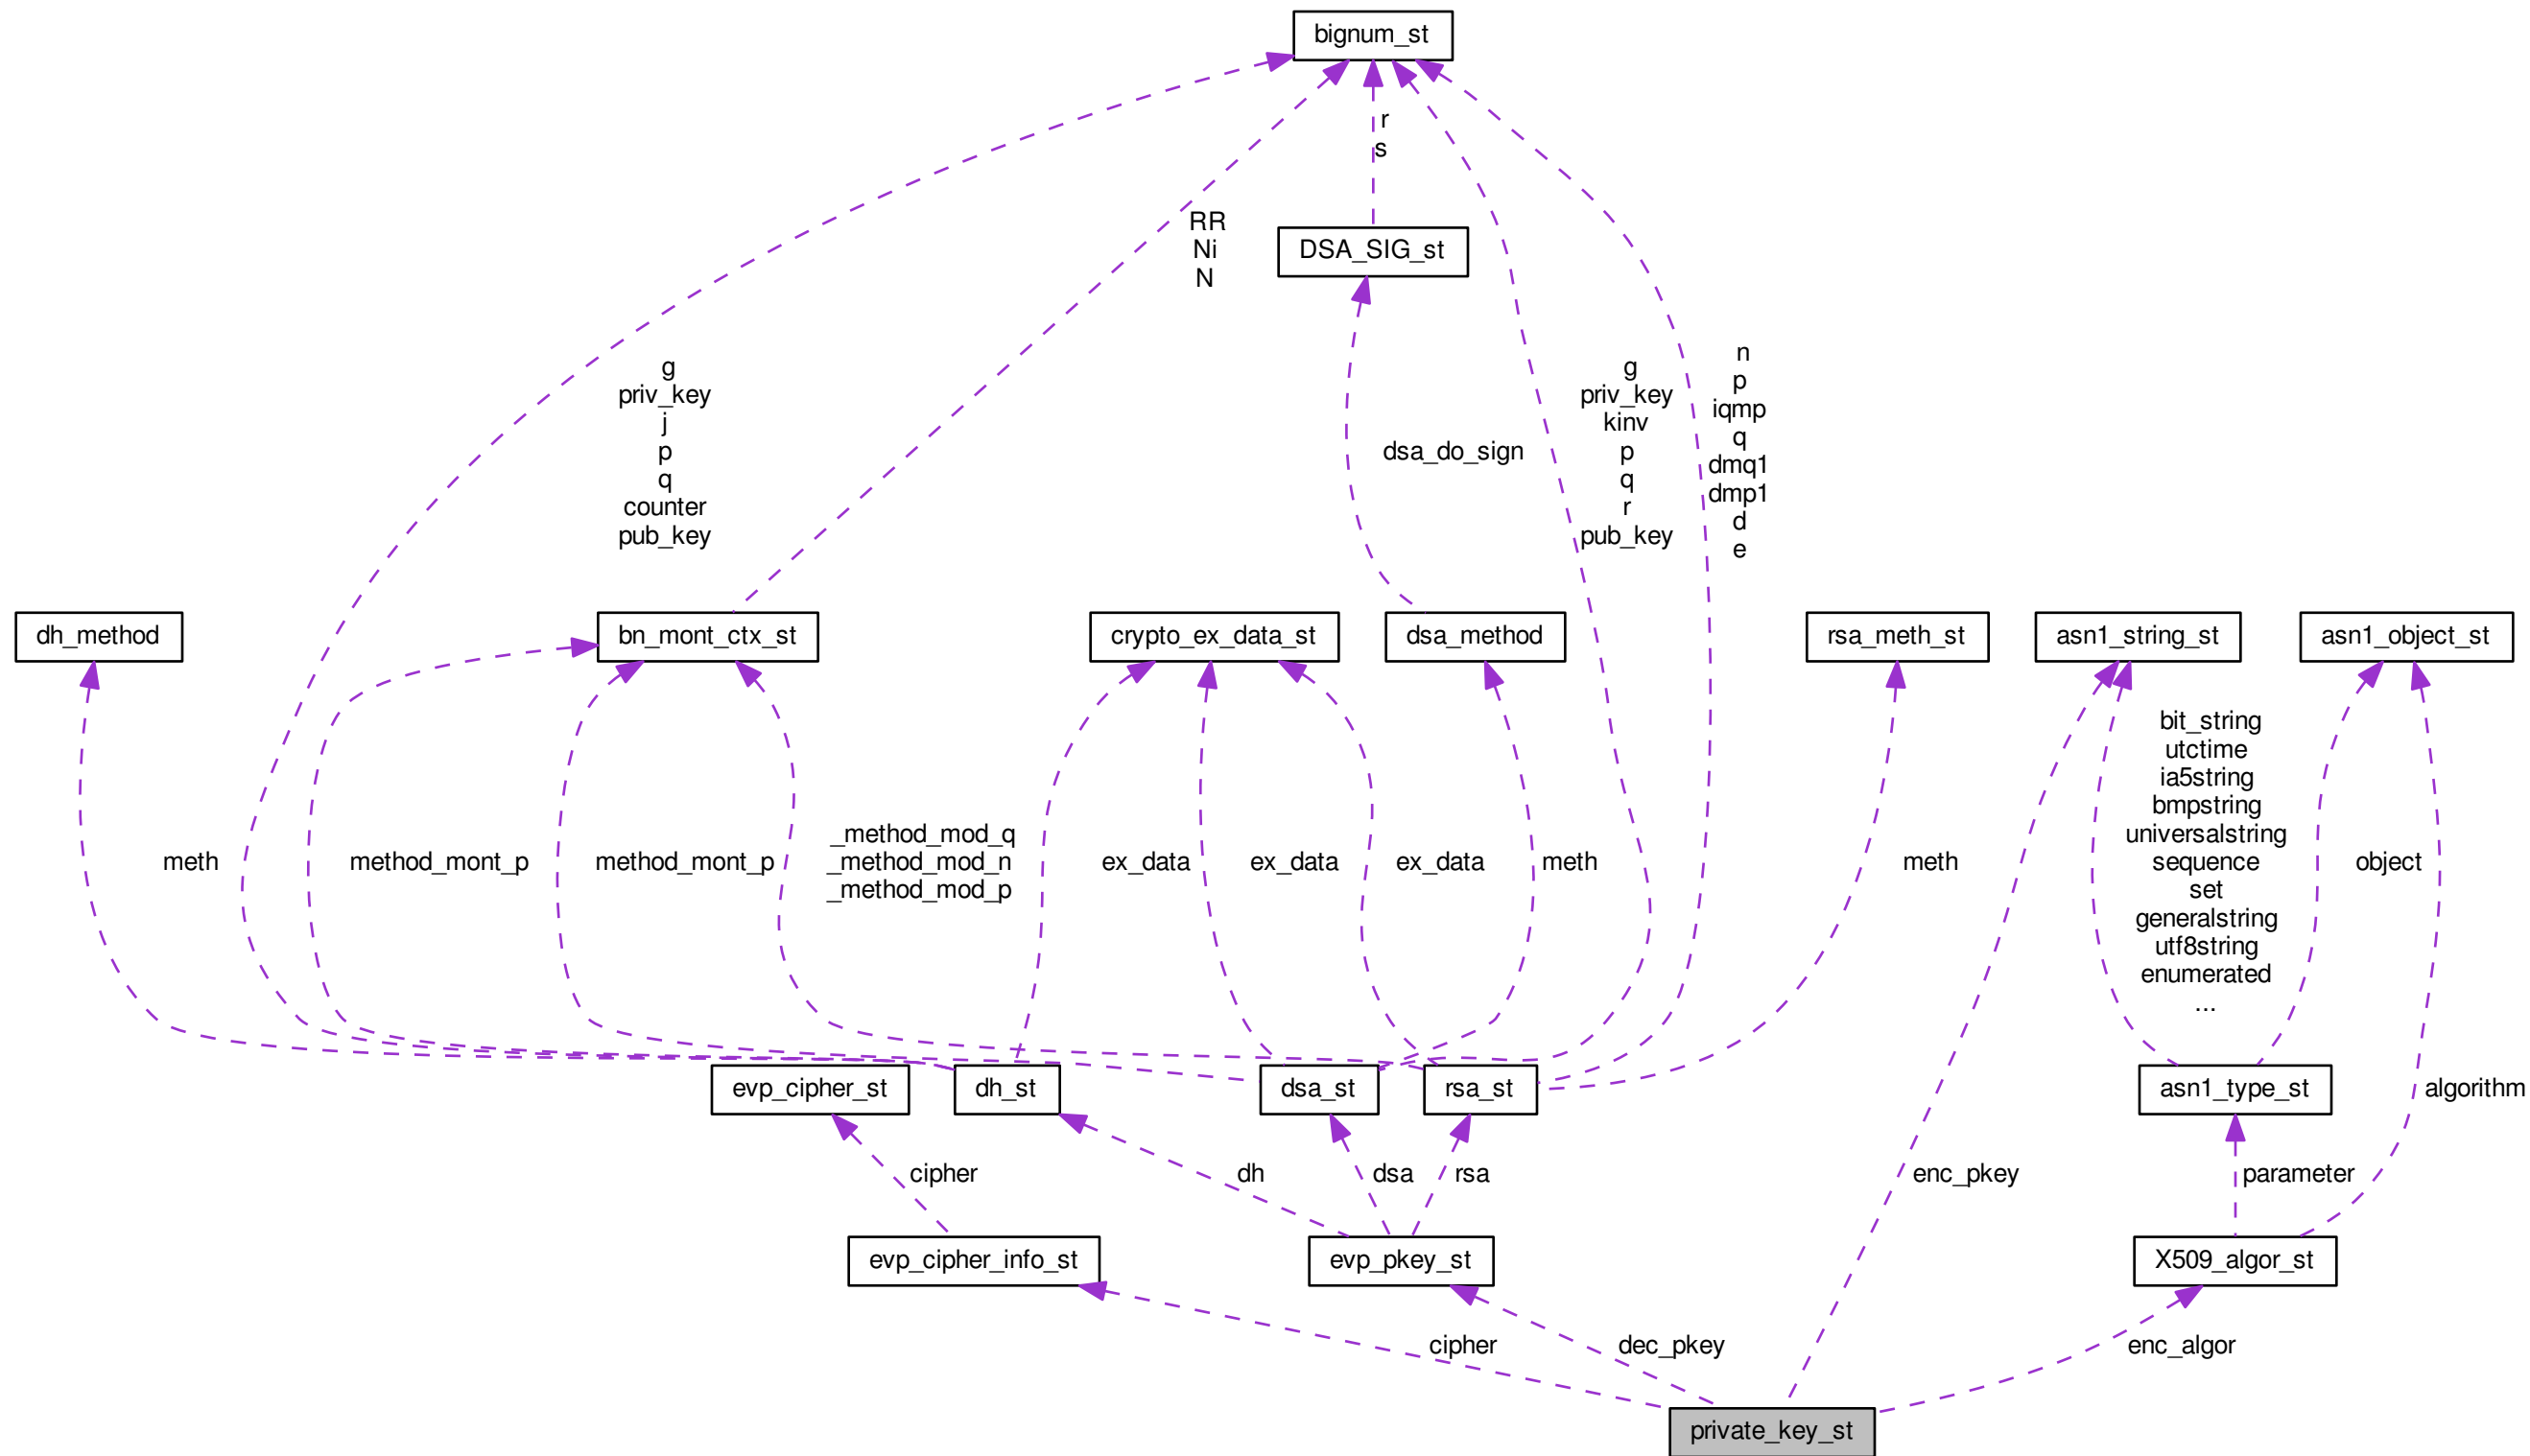 bignum_st
r
s
RR
Ni
N
DSA_SIG_st
g
priv_key
j
p
q
counter
pub_key
dsa_do_sign
g
priv_key
kinv
p
q
r
pub_key
n
p
iqmp
q
dmq1
dmp1
d
e
dh_method
bn_mont_ctx_st
crypto_ex_data_st
dsa_method
rsa_meth_st
asn1_string_st
asn1_object_st
meth
method_mont_p
method_mont_p
_method_mod_q
_method_mod_n
_method_mod_p
ex_data
ex_data
ex_data
meth
meth
bit_string
utctime
ia5string
bmpstring
universalstring
sequence
set
generalstring
utf8string
enumerated
...
object
evp_cipher_st
dh_st
dsa_st
rsa_st
asn1_type_st
algorithm
cipher
dh
dsa
rsa
enc_pkey
parameter
evp_cipher_info_st
evp_pkey_st
X509_algor_st
cipher
dec_pkey
enc_algor
private_key_st